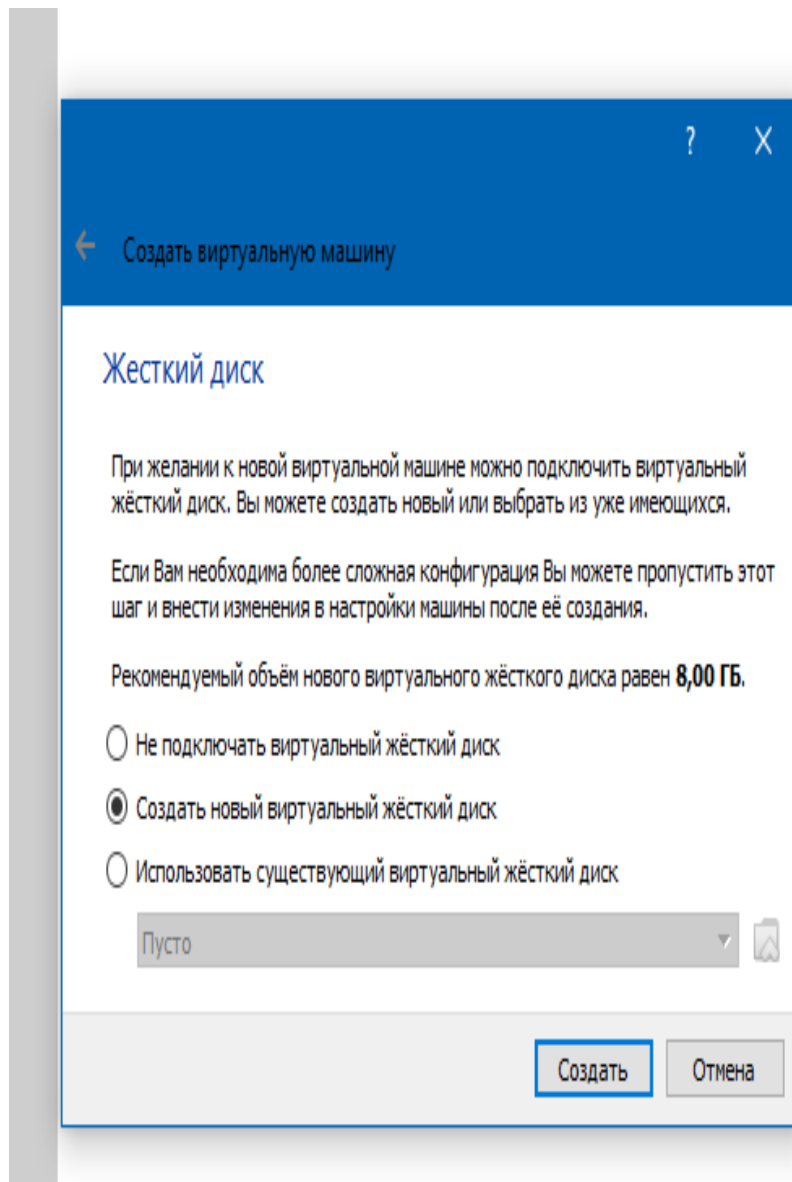 ?
Создать виртуальную машину
Жесткий диск
При желании к новой виртуальной машине можно подключить виртуальный
жёсткий диск. Вы можете создать новый или выбрать из уже имеющихся.
Если Вам необходима более сложная конфигурация Вы можете пропустить этот
шаг и внести изменения в настройки машины после её создания.
Рекомендуемый объём нового виртуального жёсткого диска равен 8,00 ГБ.
Не подключать виртуальный жёсткий диск
Создать новый виртуальный жёсткий диск
Использовать существующий виртуальный жёсткий диск
Пусто
Создать Отмена